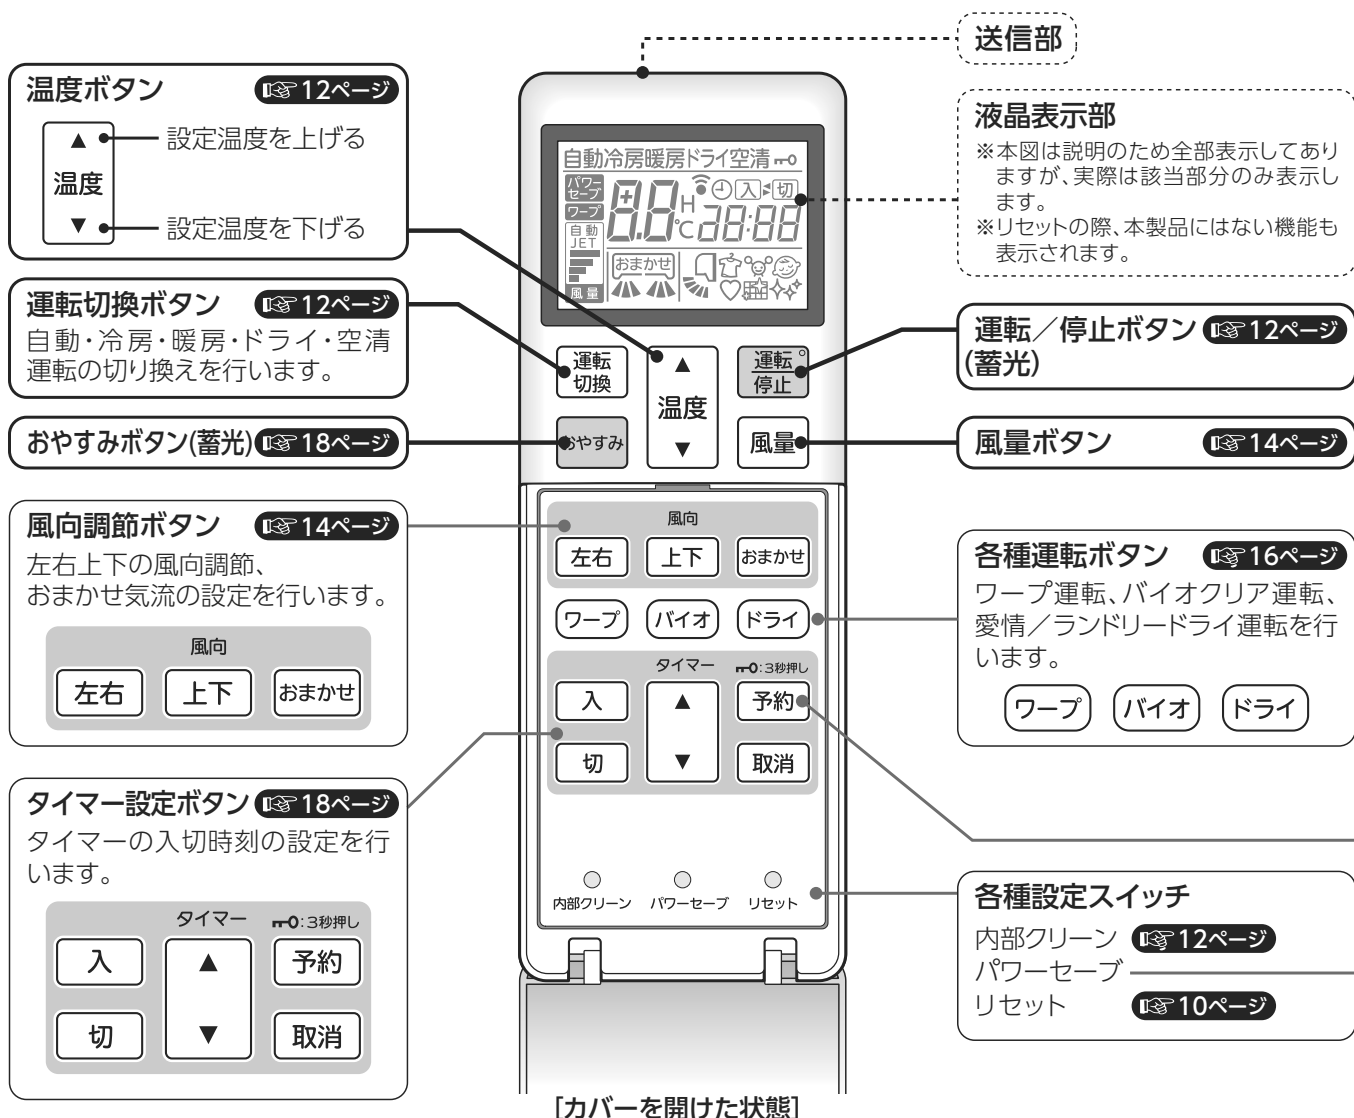 送信部
温度ボタン ☞12ページ
▲ 設定温度を上げる
温度
▼ 設定温度を下げる
運転切換ボタン ☞12ページ
自動・冷房・暖房・ドライ・空清
運転の切り換えを行います。
おやすみボタン(蓄光)☞18ページ
風向調節ボタン ☞14ページ
左右上下の風向調節、
おまかせ気流の設定を行います。
風向
左右 上下 おまかせ
タイマー設定ボタン ☞18ページ
タイマーの入切時刻の設定を行
います。
タイマー :3秒押し
入 ▲ 予約
切 ▼ 取消
自動冷房暖房ドライ空清
パワー
セーブ
ワープ
自動
JET
風量
8.8 H ℃
入 切
28:88
おまかせ
運転
切換
▲
温度
▼
運転
停止
おやすみ
風量
風向
左右 上下 おまかせ
ワープ バイオ ドライ
タイマー :3秒押し
入 ▲ 予約
切 ▼ 取消
内部クリーン パワーセーブ リセット
[カバーを開けた状態]
液晶表示部
※本図は説明のため全部表示してあり
ますが、実際は該当部分のみ表示し
ます。
※リセットの際、本製品にはない機能も
表示されます。
運転／停止ボタン ☞12ページ
(蓄光)
風量ボタン ☞14ページ
各種運転ボタン ☞16ページ
ワープ運転、バイオクリア運転、
愛情／ランドリードライ運転を行
います。
ワープ バイオ ドライ
各種設定スイッチ
内部クリーン ☞12ページ
パワーセーブ
リセット ☞10ページ